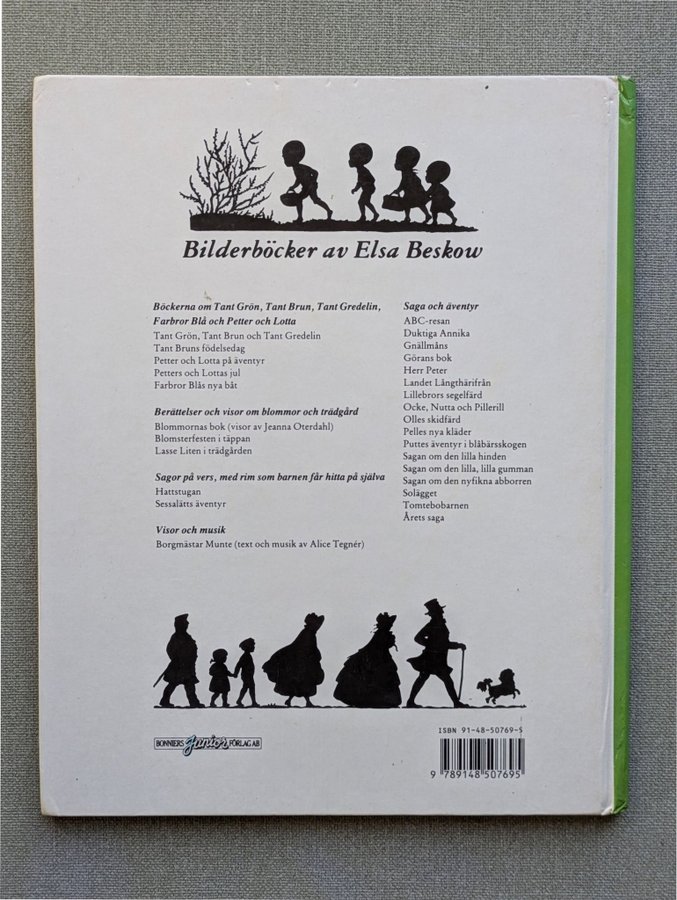 Bilderböcker av Elsa Beskow
Böckerna om Tant Grön, Tant Brun, Tant Gredelin,
Farbror Blå och Petter och Lotta
Tant Grön, Tant Brun och Tant Gredelin
Tant Bruns födelsedag
Petter och Lotta på äventyr
Petters och Lottas jul
Farbror Blås nya båt
Berättelser och visor om blommor och trädgård
Blommornas bok (visor av Jeanna Oterdahl)
Blomsterfesten i täppan
Lasse Liten i trädgården
Sagor på vers, med rim som barnen får hitta på själva
Hattstugan
Sessalätts äventyr
Visor och musik
Borgmästar Munte (text och musik av Alice Tegnér)
Saga och äventyr
ABC-resan
Duktiga Annika
Gnällmåns
Görans bok
Herr Peter
Landet Långthärifrån
Lillebrors segelfärd
Ocke, Nutta och Pillerill
Olles skidfärd
Pelles nya kläder
Puttes äventyr i blåbärsskogen
Sagan om den lilla hinden
Sagan om den lilla, lilla gumman
Sagan om den nyfikna abborren
Solägget
Tomtebobarnen
Årets saga
BONNIERS Junior FÖRLAG AB
ISBN 91-48-50769-5
9 789148 507695